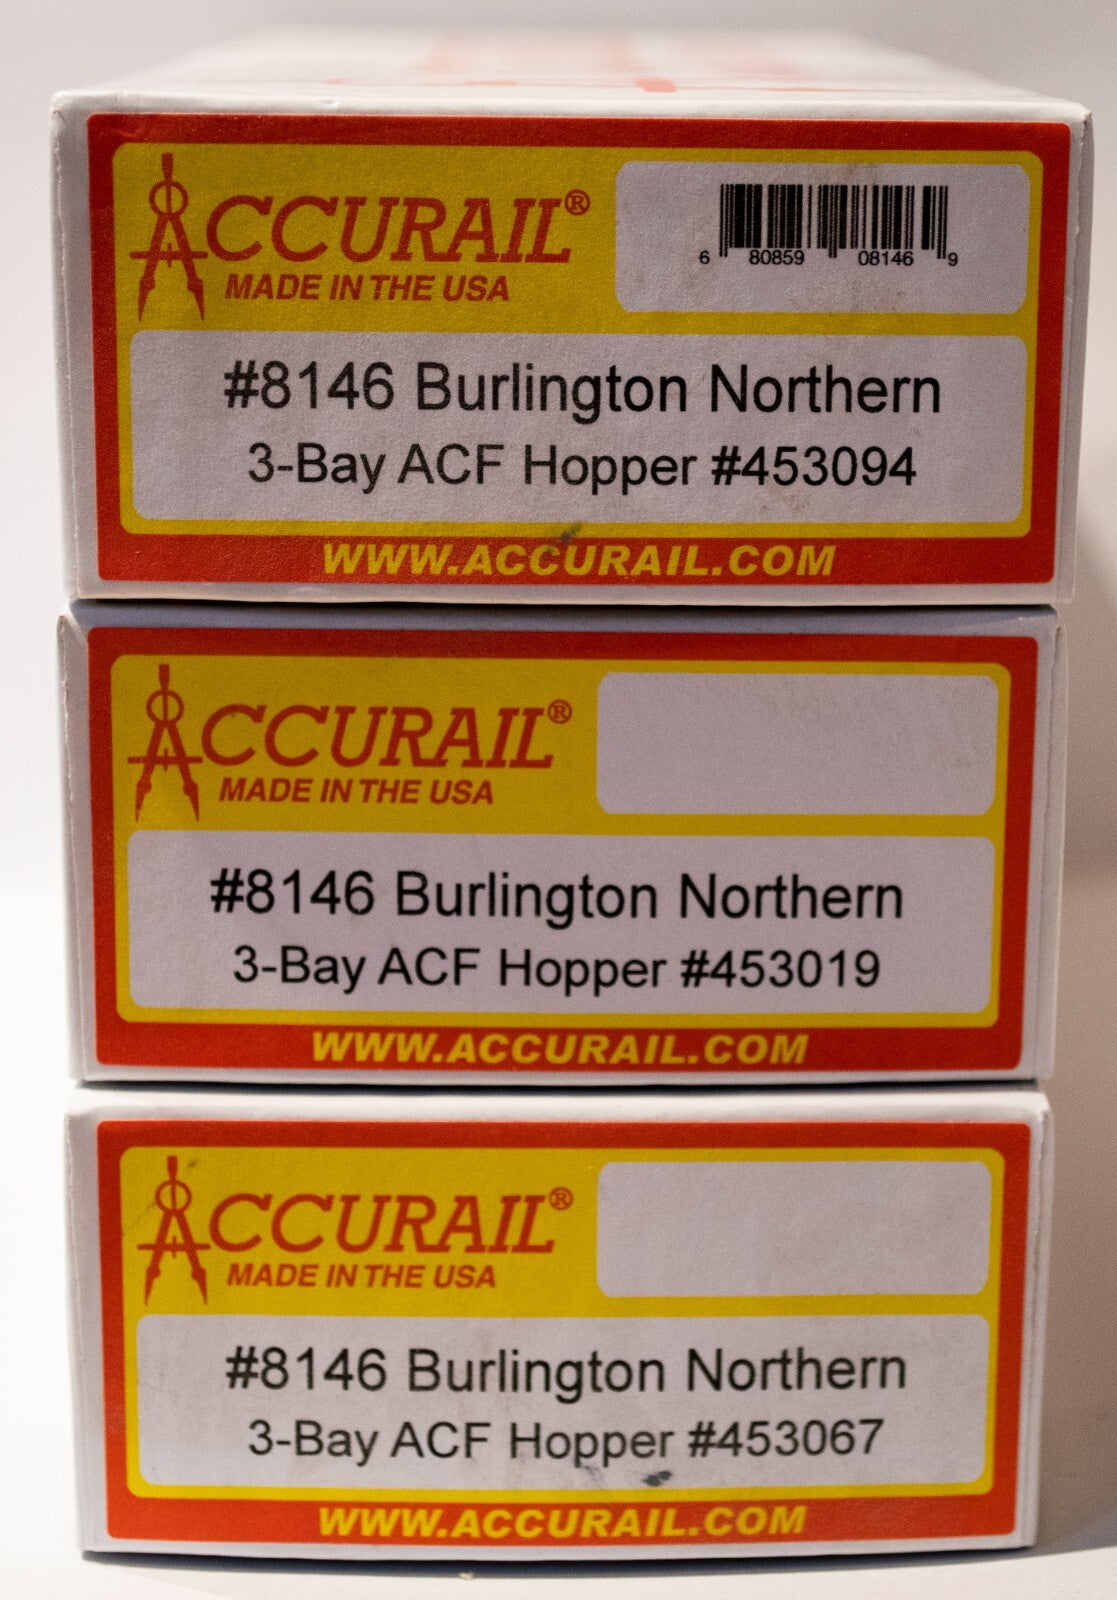 ACCURAIL®
MADE IN THE USA
6 80859 08146 9
#8146 Burlington Northern
3-Bay ACF Hopper #453094
WWW.ACCURAIL.COM
ACCURAIL®
MADE IN THE USA
#8146 Burlington Northern
3-Bay ACF Hopper #453019
WWW.ACCURAIL.COM
ACCURAIL®
MADE IN THE USA
#8146 Burlington Northern
3-Bay ACF Hopper #453067
WWW.ACCURAIL.COM